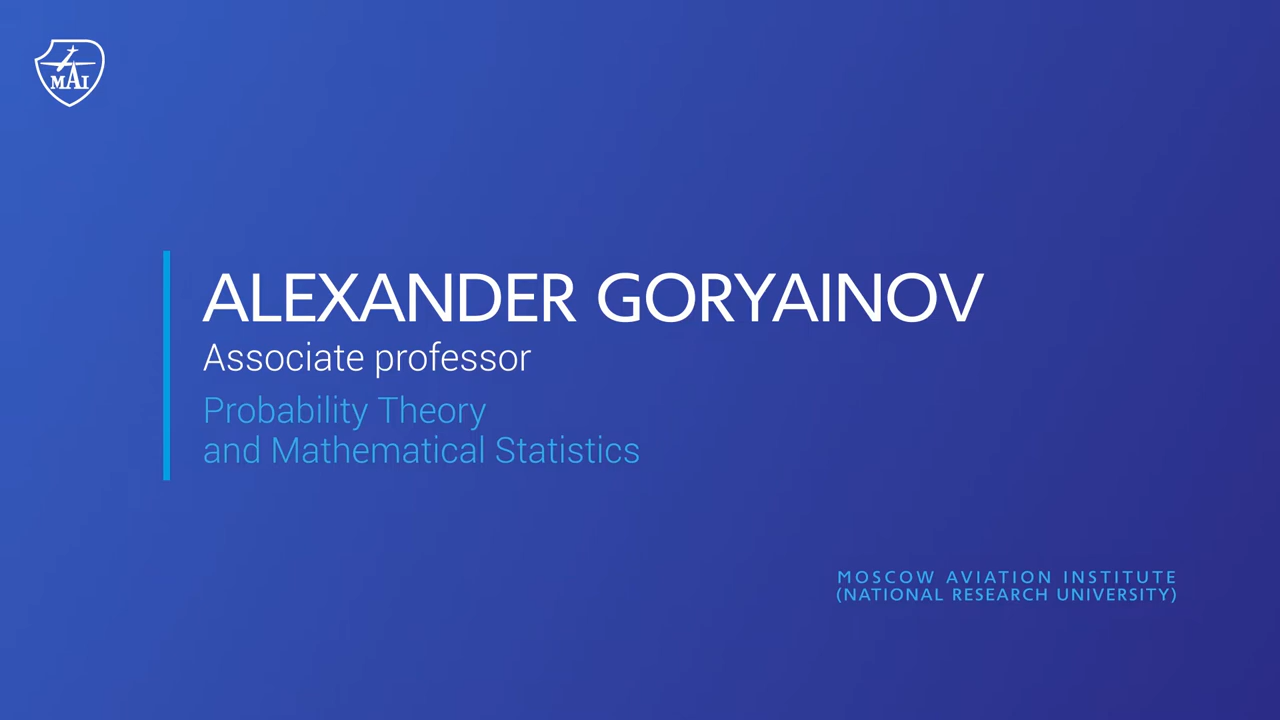 MAI
ALEXANDER GORYAINOV
Associate professor
Probability Theory
and Mathematical Statistics
MOSCOW AVIATION INSTITUTE
(NATIONAL RESEARCH UNIVERSITY)